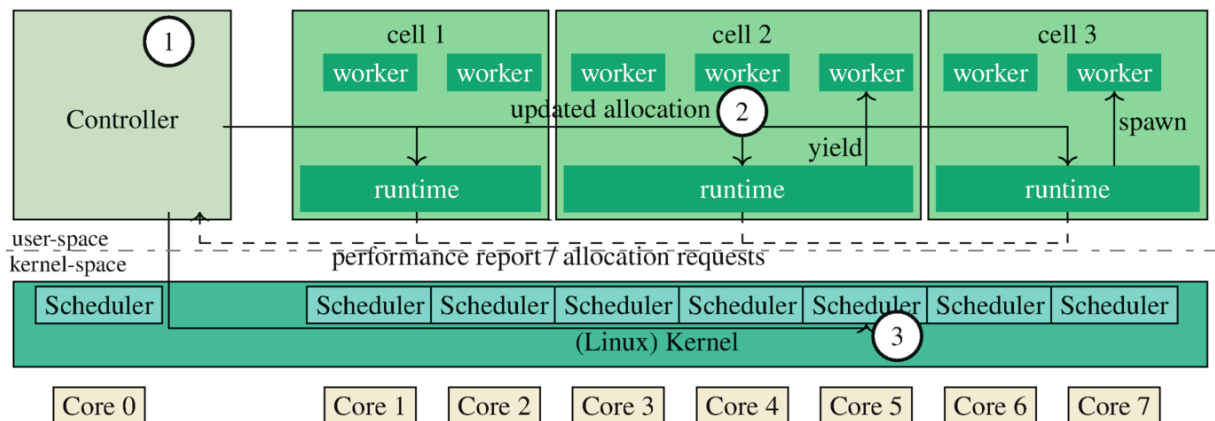 1
cell 1
cell 2
cell 3
worker worker worker worker worker worker worker
Controller
updated allocation
2
spawn
yield
runtime
runtime
runtime
user-space
kernel-space
performance report / allocation requests
Scheduler Scheduler Scheduler Scheduler Scheduler Scheduler Scheduler Scheduler
3
(Linux) Kernel
Core 0 Core 1 Core 2 Core 3 Core 4 Core 5 Core 6 Core 7